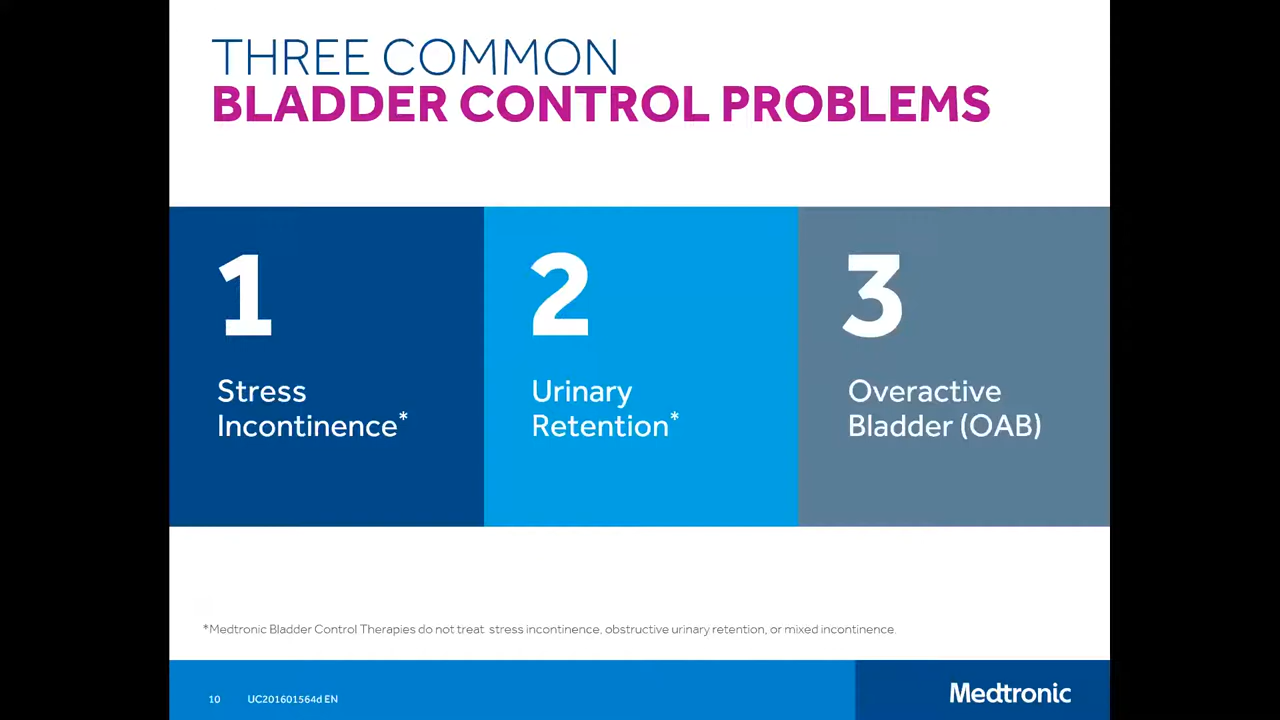 THREE COMMON
BLADDER CONTROL PROBLEMS
1
Stress
Incontinence*
2
Urinary
Retention*
3
Overactive
Bladder (OAB)
*Medtronic Bladder Control Therapies do not treat stress incontinence, obstructive urinary retention, or mixed incontinence.
10 UC201601564d EN
Medtronic